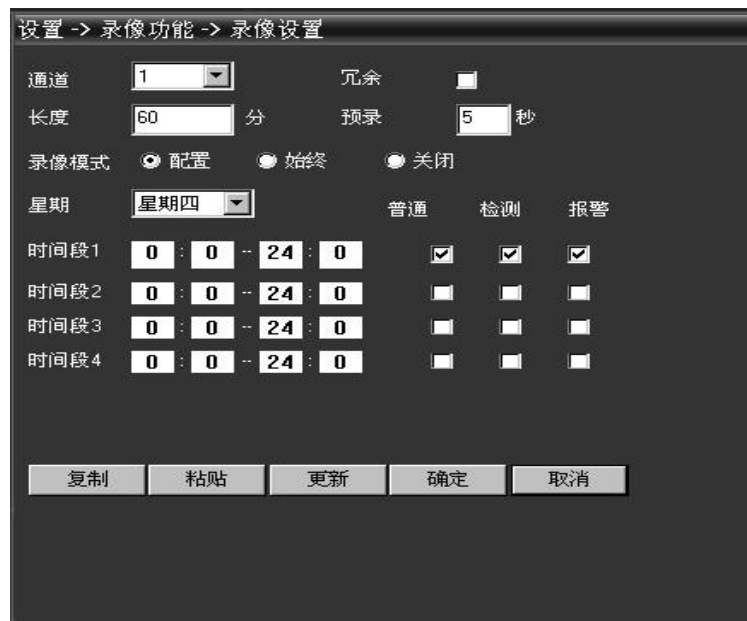 设置 -> 录像功能 -> 录像设置
通道 1 冗余
长度 60 分 预录 5 秒
录像模式 配置 始终 关闭
星期 星期四 普通 检测 报警
时间段1 0 : 0 -- 24 : 0
时间段2 0 : 0 -- 24 : 0
时间段3 0 : 0 -- 24 : 0
时间段4 0 : 0 -- 24 : 0
复制 粘贴 更新 确定 取消